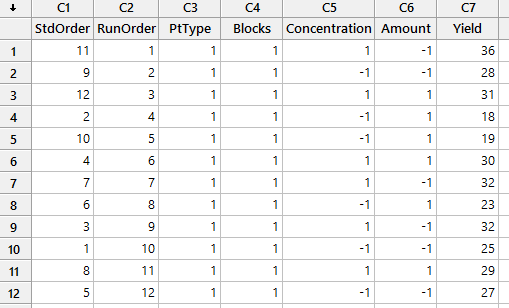 C1 C2 C3 C4 C5 C6 C7
StdOrder RunOrder PtType Blocks Concentration Amount Yield
1 11 1 1 1 1 -1 36
2 9 2 1 1 -1 -1 28
3 12 3 1 1 1 1 31
4 2 4 1 1 -1 1 18
5 10 5 1 1 -1 1 19
6 4 6 1 1 1 1 30
7 7 7 1 1 1 -1 32
8 6 8 1 1 -1 1 23
9 3 9 1 1 1 -1 32
10 1 10 1 1 -1 -1 25
11 8 11 1 1 1 1 29
12 5 12 1 1 -1 -1 27